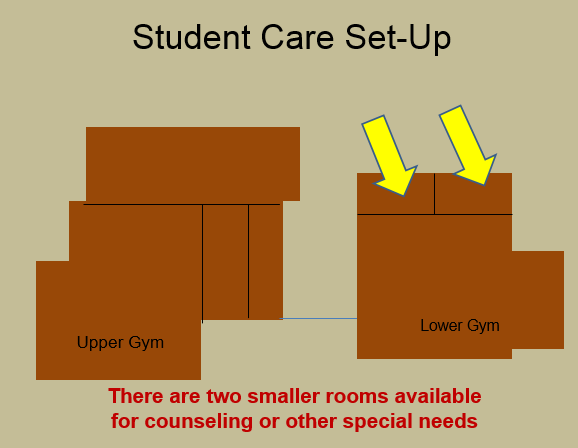 Student Care Set-Up
Upper Gym
Lower Gym
There are two smaller rooms available
for counseling or other special needs